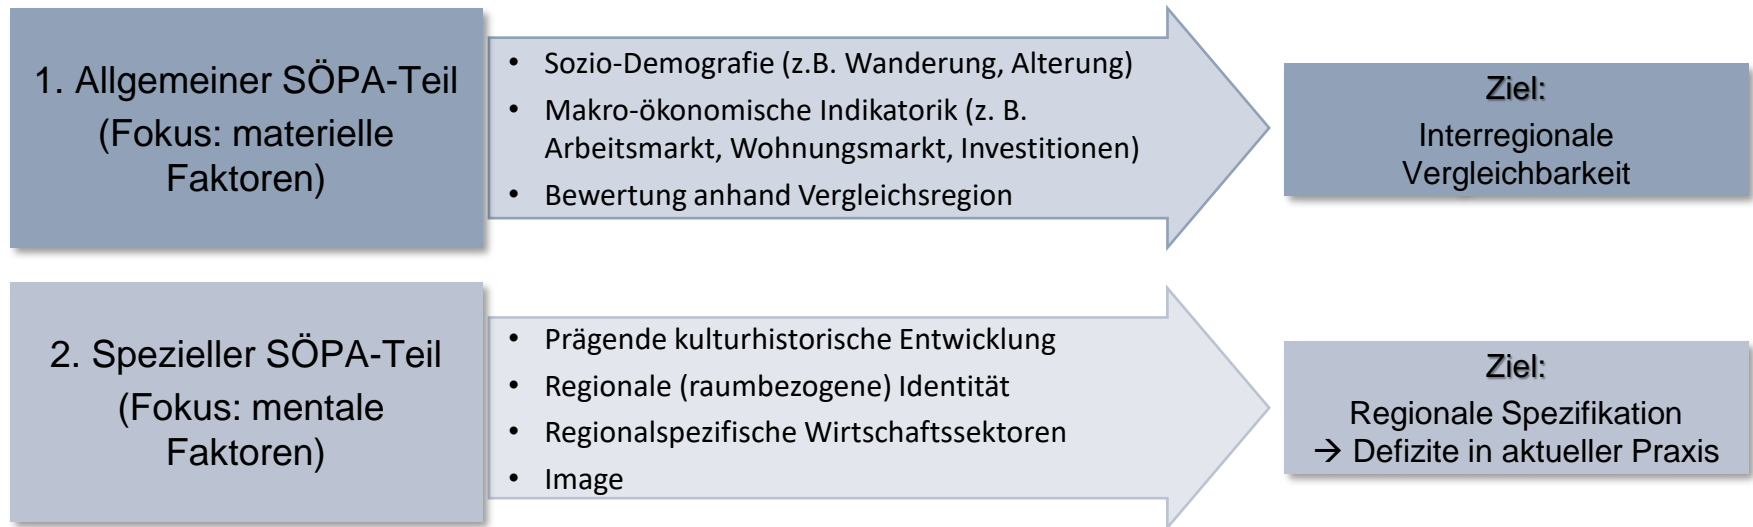 1. Allgemeiner SÖPA-Teil
(Fokus: materielle
Faktoren)
• Sozio-Demografie (z.B. Wanderung, Alterung)
• Makro-ökonomische Indikatorik (z. B.
Arbeitsmarkt, Wohnungsmarkt, Investitionen)
• Bewertung anhand Vergleichsregion
Ziel:
Interregionale
Vergleichbarkeit
2. Spezieller SÖPA-Teil
(Fokus: mentale
Faktoren)
• Prägende kulturhistorische Entwicklung
• Regionale (raumbezogene) Identität
• Regionalspezifische Wirtschaftssektoren
• Image
Ziel:
Regionale Spezifikation
→ Defizite in aktueller Praxis